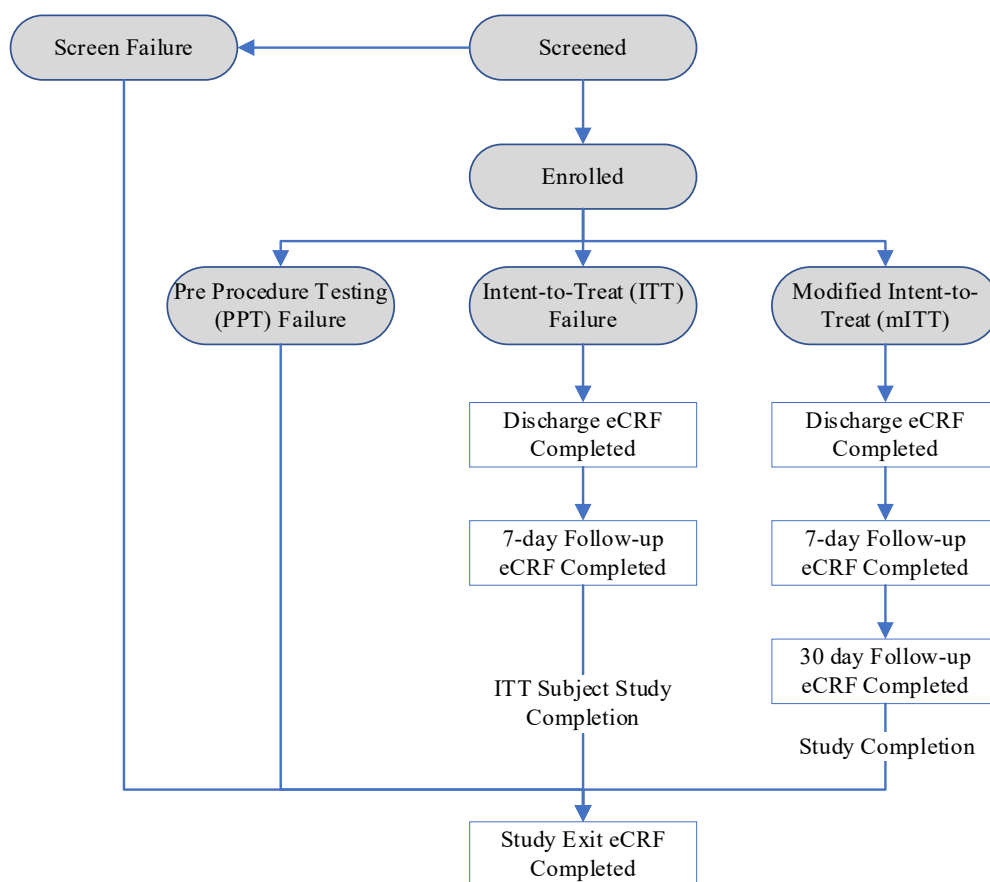 Screen Failure
Screened
Enrolled
Pre Procedure Testing
(PPT) Failure
Intent-to-Treat (ITT)
Failure
Modified Intent-to-
Treat (mITT)
Discharge eCRF
Completed
Discharge eCRF
Completed
7-day Follow-up
eCRF Completed
7-day Follow-up
eCRF Completed
30 day Follow-up
eCRF Completed
ITT Subject Study
Completion
Study Completion
Study Exit eCRF
Completed